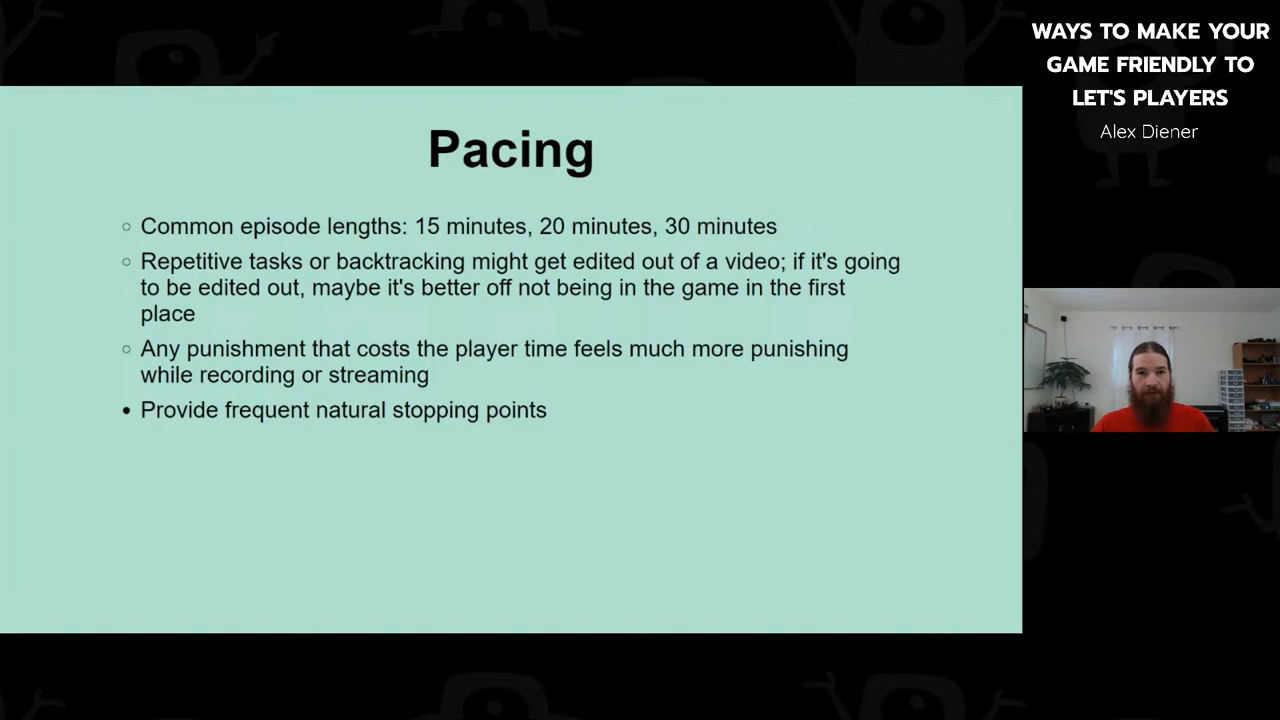 WAYS TO MAKE YOUR
GAME FRIENDLY TO
LET'S PLAYERS
Alex Diener
Pacing
Common episode lengths: 15 minutes, 20 minutes, 30 minutes
Repetitive tasks or backtracking might get edited out of a video; if it's going
to be edited out, maybe it's better off not being in the game in the first
place
Any punishment that costs the player time feels much more punishing
while recording or streaming
Provide frequent natural stopping points